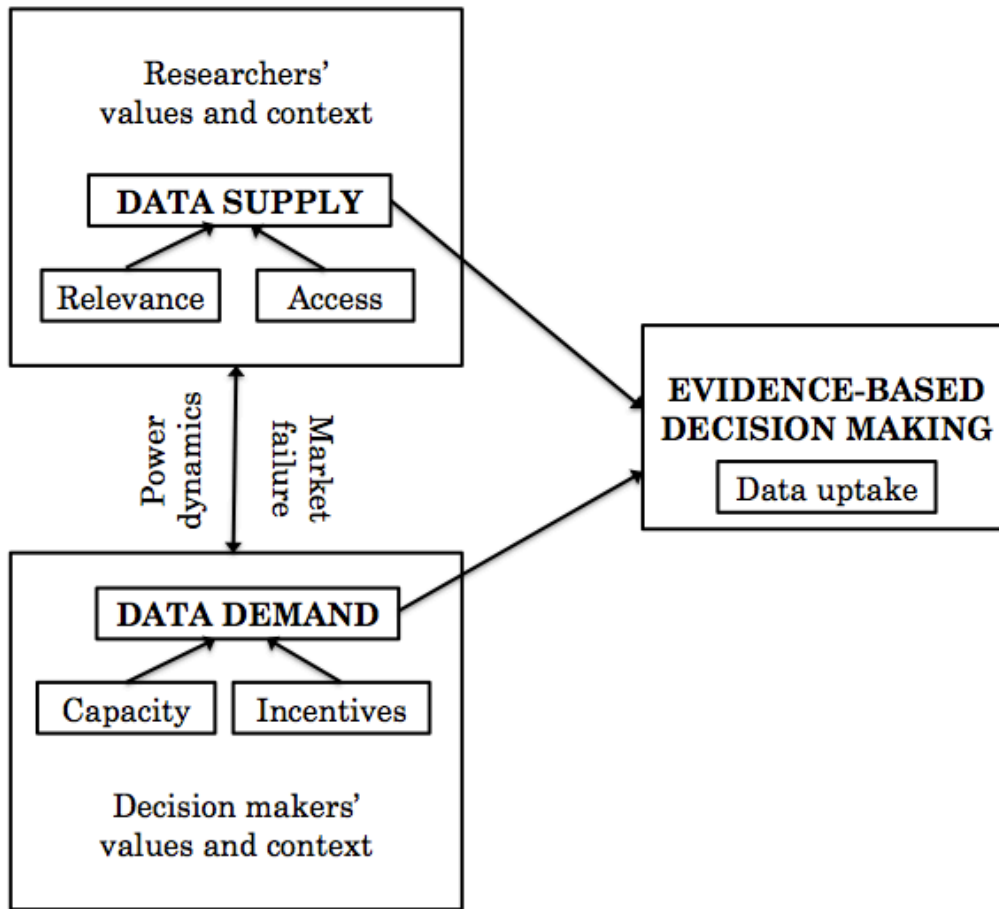 Researchers’
values and context
DATA SUPPLY
Relevance
Access
Power
dynamics
Market
failure
EVIDENCE-BASED
DECISION MAKING
Data uptake
DATA DEMAND
Capacity
Incentives
Decision makers’
values and context